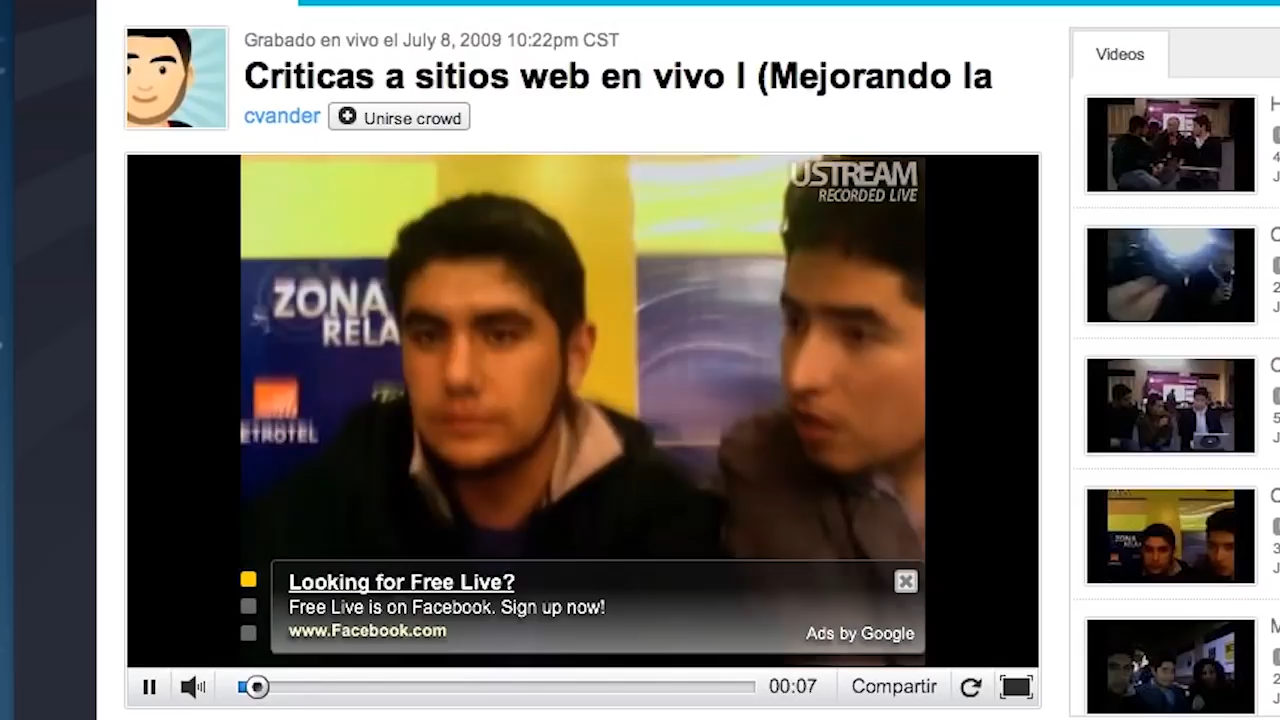 Grabado en vivo el July 8, 2009 10:22pm CST
Criticas a sitios web en vivo I (Mejorando la
cvander
Unirse crowd
Videos
USTREAM
RECORDED LIVE
ZONA
RELA
ETROTEL
Looking for Free Live?
Free Live is on Facebook. Sign up now!
www.Facebook.com
Ads by Google
00:07
Compartir